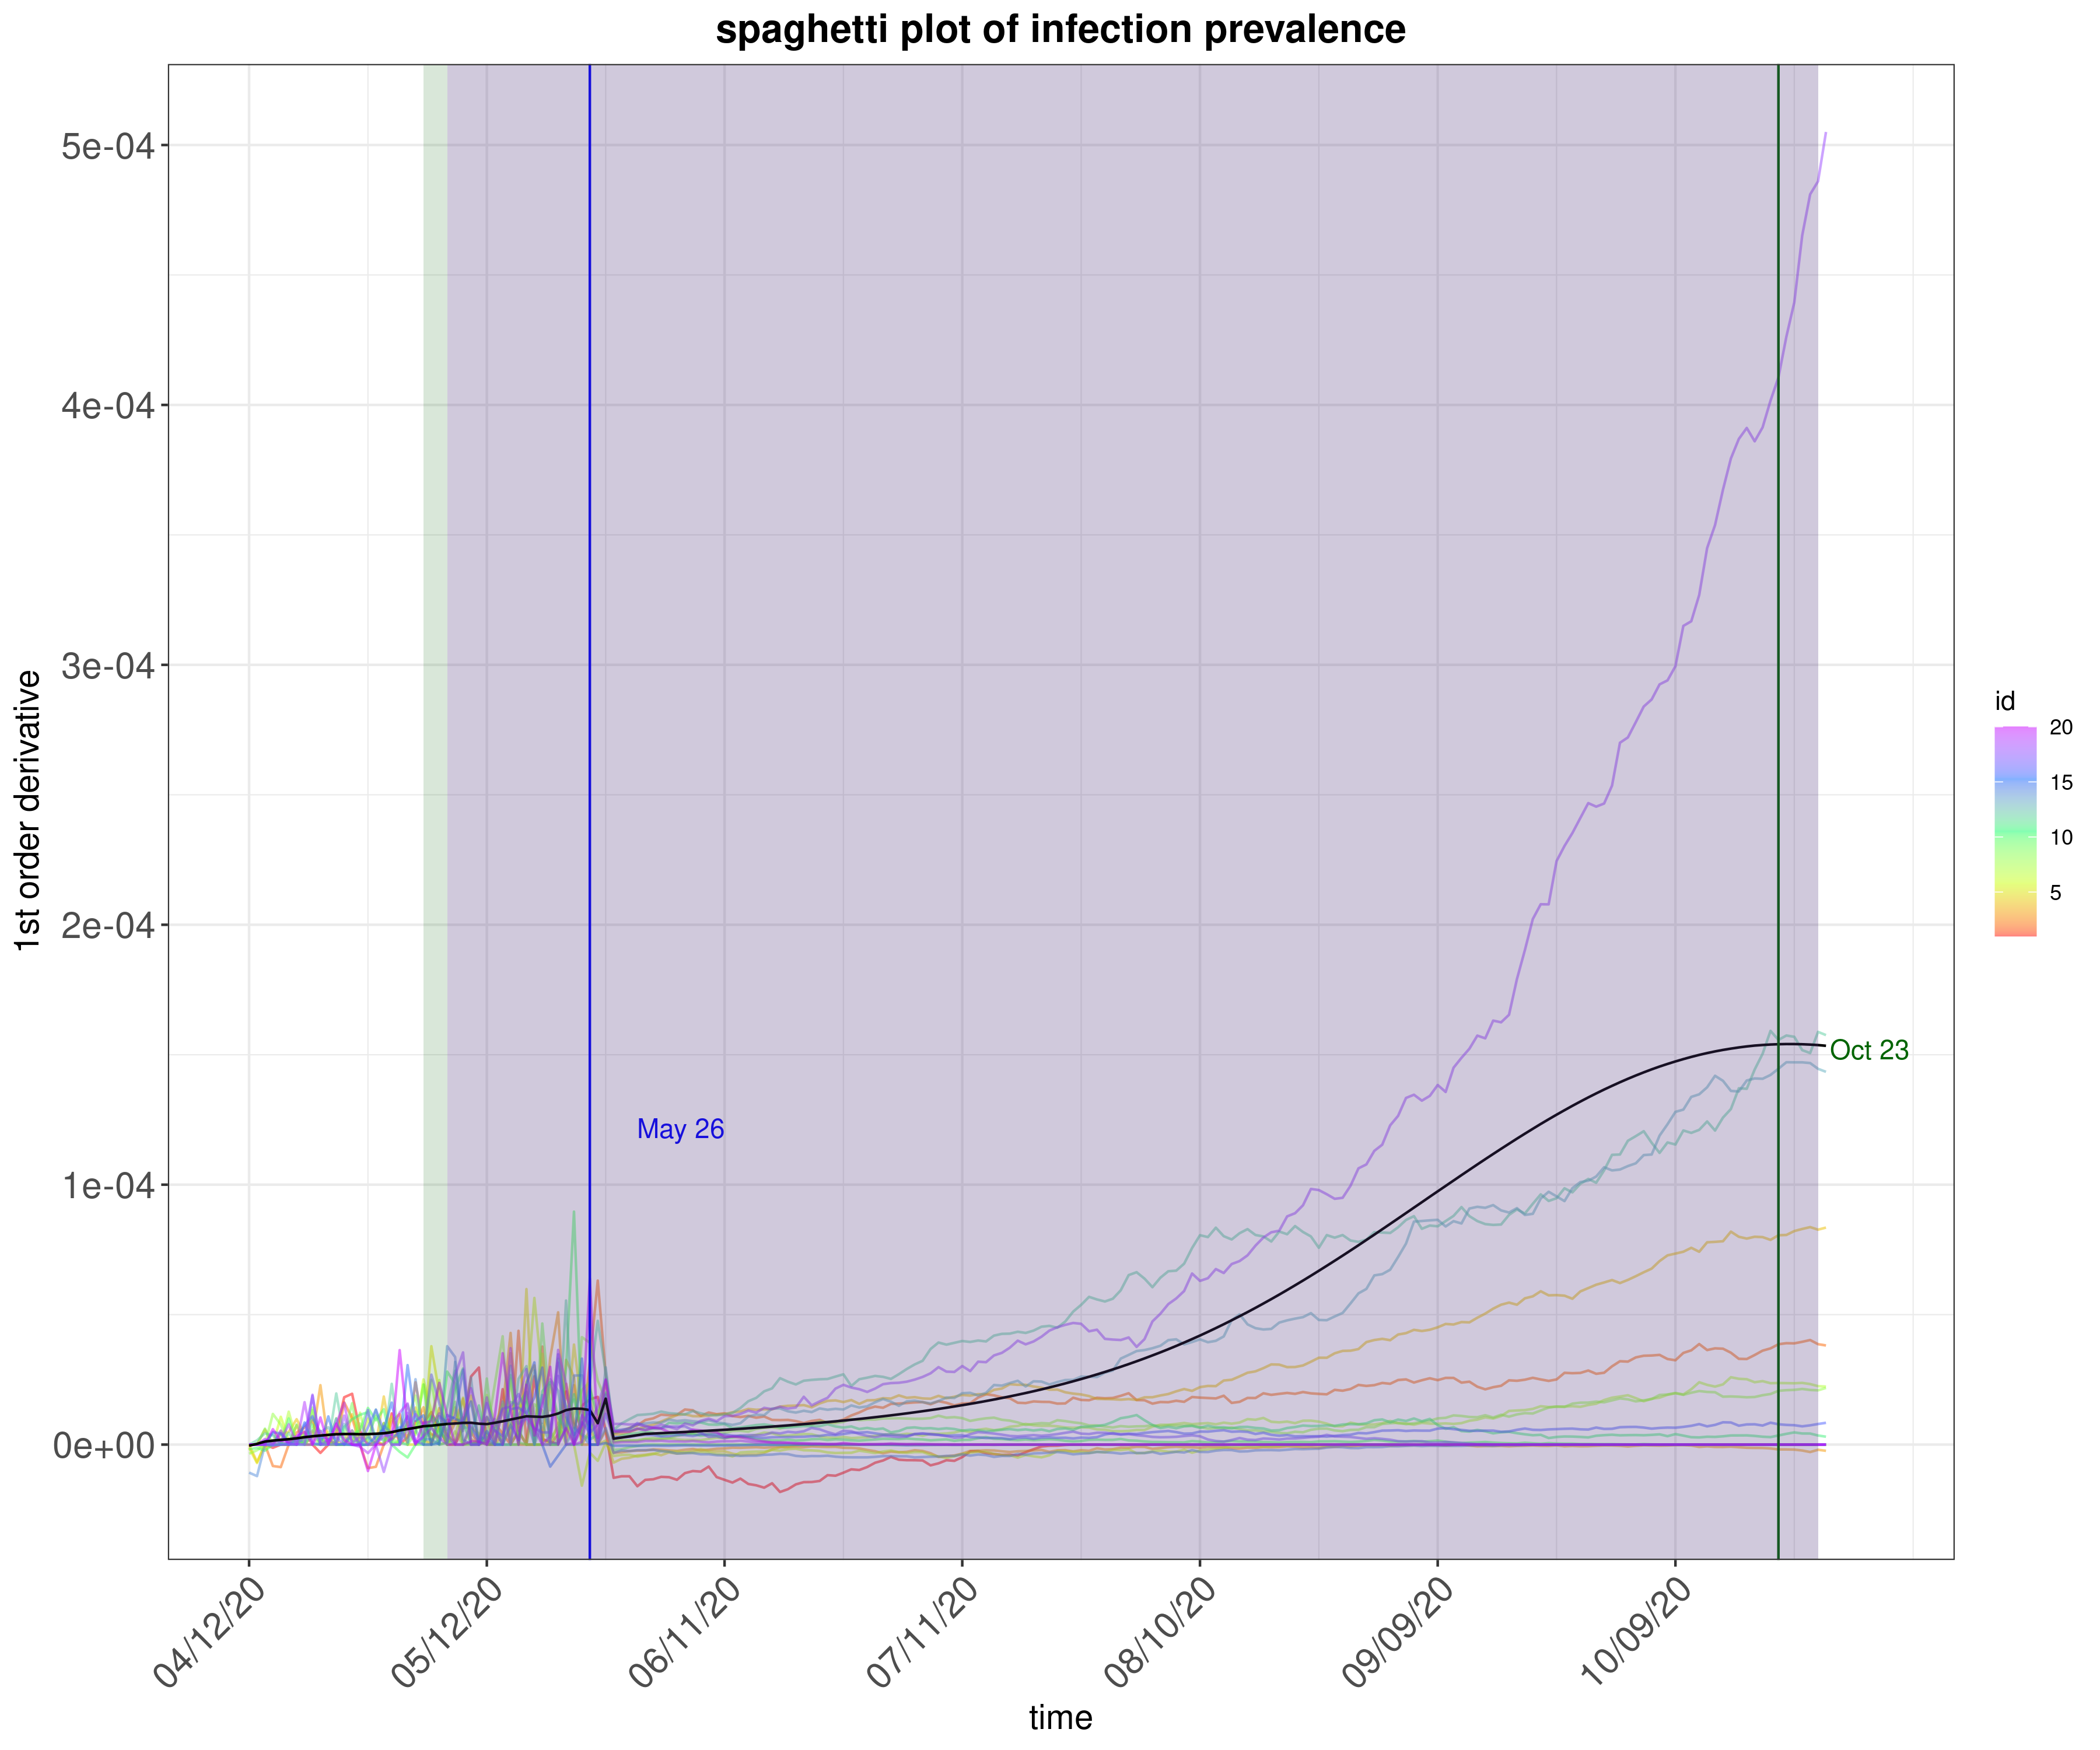 spaghetti plot of infection prevalence
1st order derivative
5e-04
4e-04
3e-04
2e-04
1e-04
0e+00
May 26
Oct 23
04/12/20
05/12/20
06/11/20
07/11/20
08/10/20
09/09/20
10/09/20
time
id
20
15
10
5